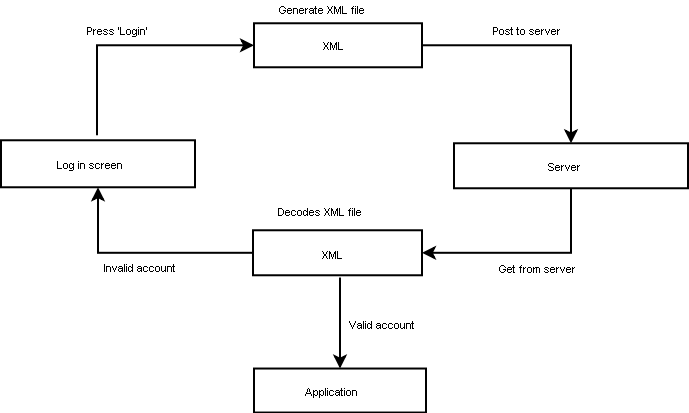 Generate XML file
Press 'Login'
XML
Post to server
Log in screen
Server
Decodes XML file
XML
Invalid account
Get from server
Valid account
Application